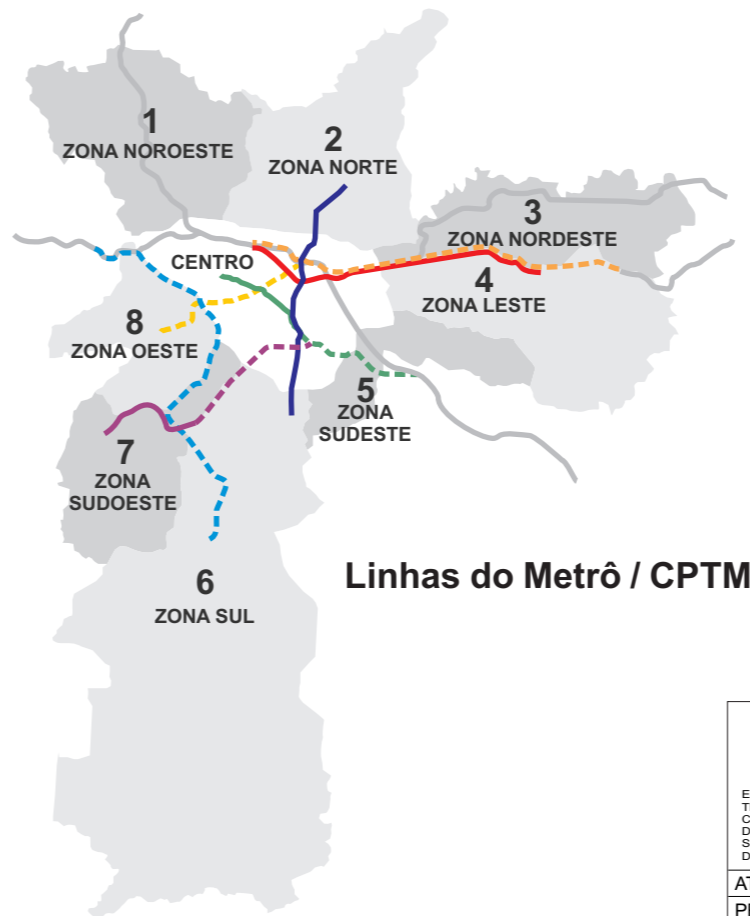 1
ZONA NOROESTE
2
ZONA NORTE
3
ZONA NORDESTE
CENTRO
4
ZONA LESTE
8
ZONA OESTE
5
ZONA
SUDESTE
7
ZONA
SUDOESTE
6
ZONA SUL
Linhas do Metrô / CPTM